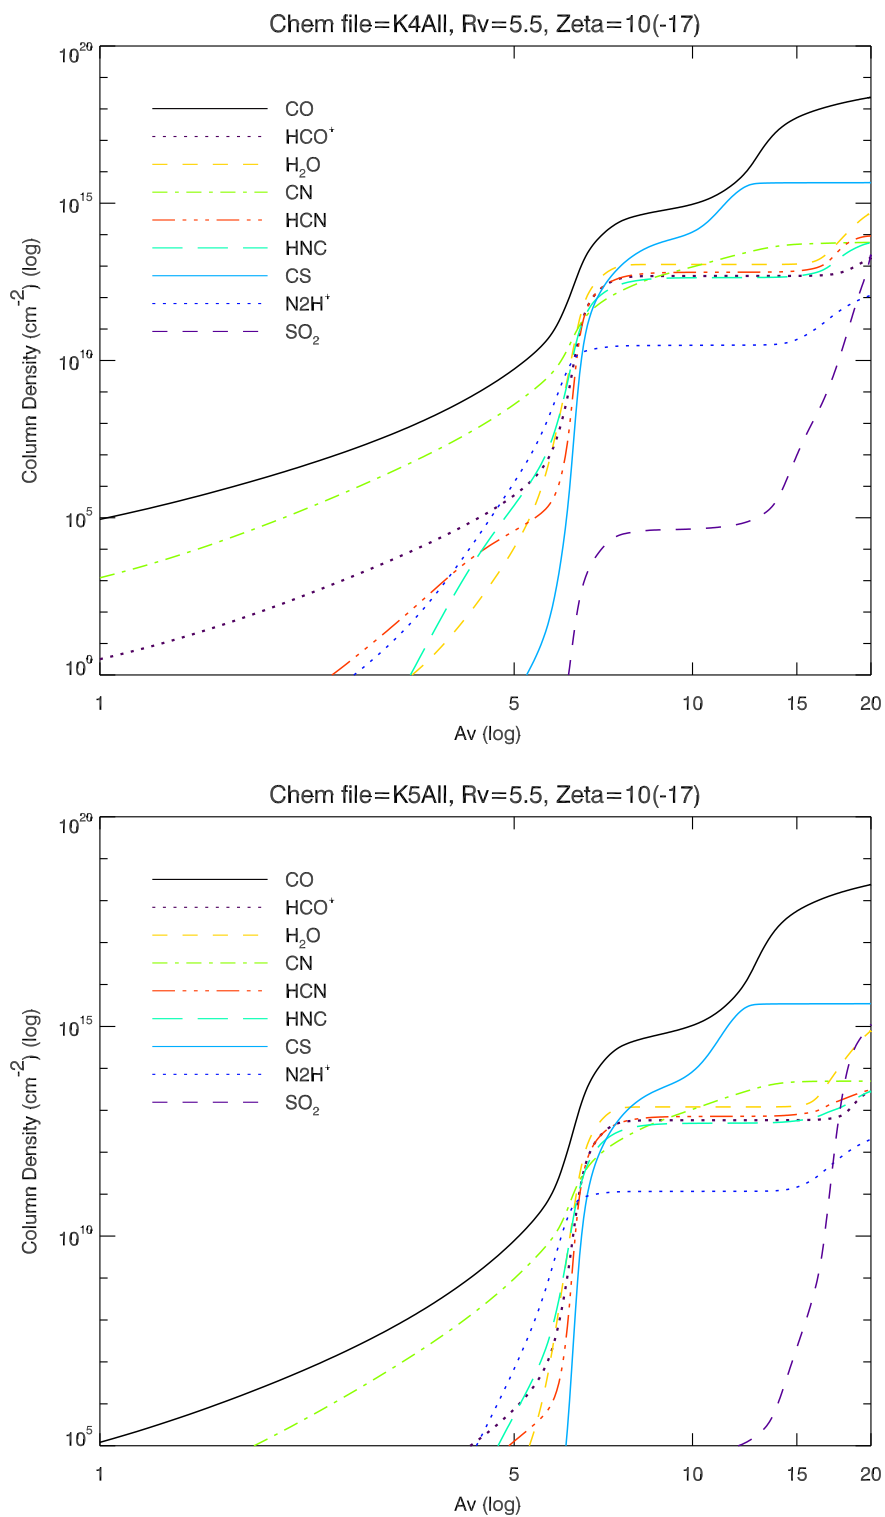 Chem file=K4All, Rv=5.5, Zeta=10(-17)
10²⁰
10¹⁵
10¹⁰
10⁵
10⁰
Column Density (cm⁻²) (log)
CO
HCO⁺
H₂O
CN
HCN
HNC
CS
N2H⁺
SO₂
1 5 10 15 20
Av (log)
Chem file=K5All, Rv=5.5, Zeta=10(-17)
10²⁰
10¹⁵
10¹⁰
10⁵
Column Density (cm⁻²) (log)
CO
HCO⁺
H₂O
CN
HCN
HNC
CS
N2H⁺
SO₂
1 5 10 15 20
Av (log)